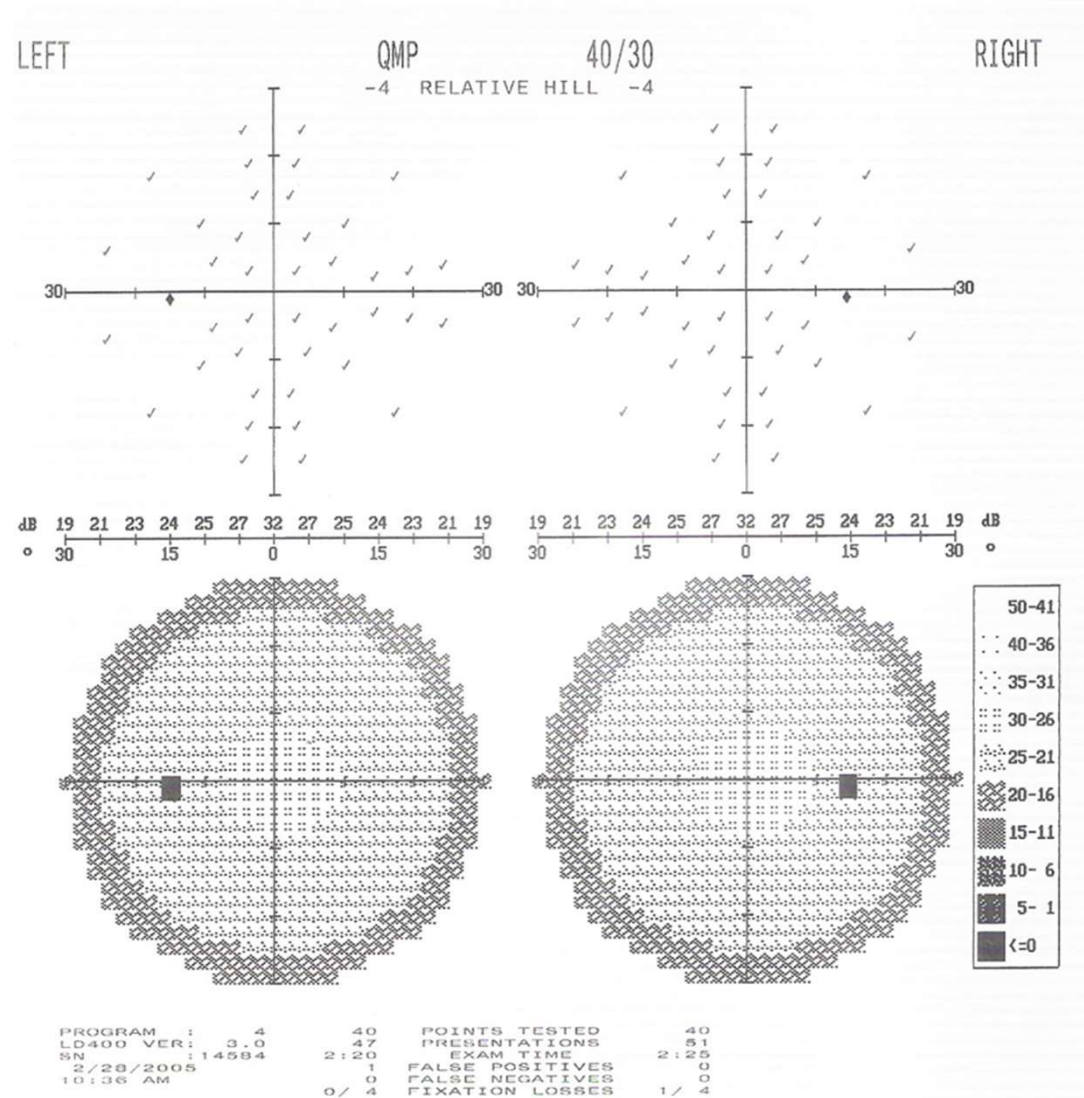 LEFT QMP 40/30 RIGHT
-4 RELATIVE HILL -4
30 30 30 30
dB 19 21 23 24 25 27 32 27 25 24 23 21 19 19 21 23 24 25 27 32 27 25 24 23 21 19 dB
° 30 15 0 15 30 30 15 0 15 30 °
50-41
40-36
35-31
30-26
25-21
20-16
15-11
10- 6
5- 1
<=0
PROGRAM : 4 40 POINTS TESTED 40
LD400 VER: 3.0 47 PRESENTATIONS 51
SN :14584 2:20 EXAM TIME 2:25
2/28/2005 1 FALSE POSITIVES 0
10:36 AM 0 FALSE NEGATIVES 0
0/ 4 FIXATION LOSSES 1/ 4